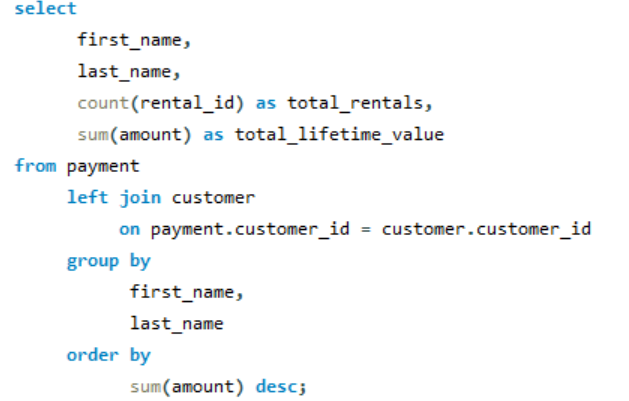 select
first_name,
last_name,
count(rental_id) as total_rentals,
sum(amount) as total_lifetime_value
from payment
left join customer
on payment.customer_id = customer.customer_id
group by
first_name,
last_name
order by
sum(amount) desc;